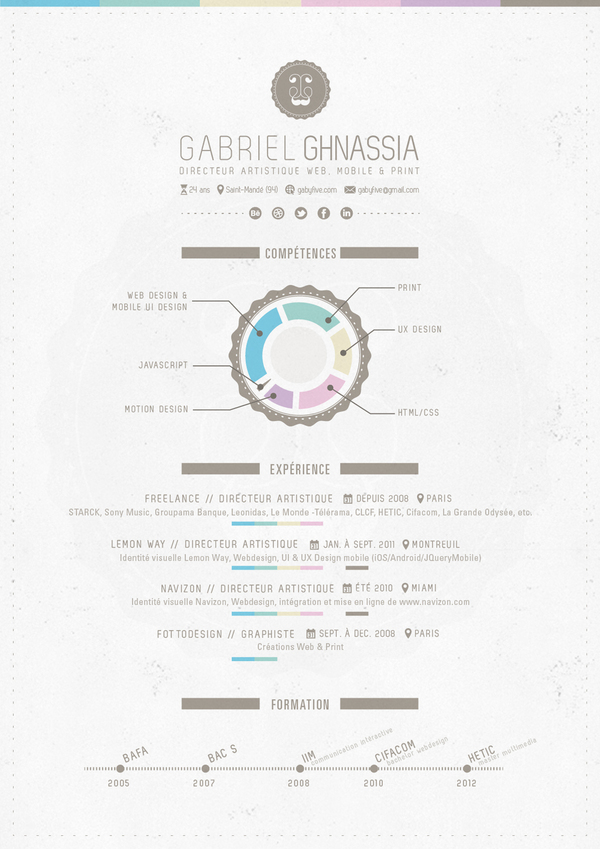 GABRIEL GHNASSIA
DIRECTEUR ARTISTIQUE WEB, MOBILE & PRINT
24 ans Saint-Mandé (94) gabyfive.com gabyfive@gmail.com
Bē f in
COMPÉTENCES
WEB DESIGN &
MOBILE UI DESIGN
PRINT
UX DESIGN
JAVASCRIPT
MOTION DESIGN
HTML/CSS
EXPÉRIENCE
FREELANCE // DIRÉCTEUR ARTISTIQUE DÉPUIS 2008 PARIS
STARCK, Sony Music, Groupama Banque, Leonidas, Le Monde -Télérama, CLCF, HETIC, Cifacom, La Grande Odysée, etc.
LEMON WAY // DIRECTEUR ARTISTIQUE JAN. À SEPT. 2011 MONTREUIL
Identité visuelle Lemon Way, Webdesign, UI & UX Design mobile (iOS/Android/JQueryMobile)
NAVIZON // DIRECTEUR ARTISTIQUE ÉTÉ 2010 MIAMI
Identité visuelle Navizon, Webdesign, intégration et mise en ligne de www.navizon.com
FOTTODESIGN // GRAPHISTE SEPT. À DEC. 2008 PARIS
Créations Web & Print
FORMATION
BAFA
BAC S
IIM
communication intéractive
CIFACOM
bachelor webdesign
HETIC
master multimedia
2005 2007 2008 2010 2012